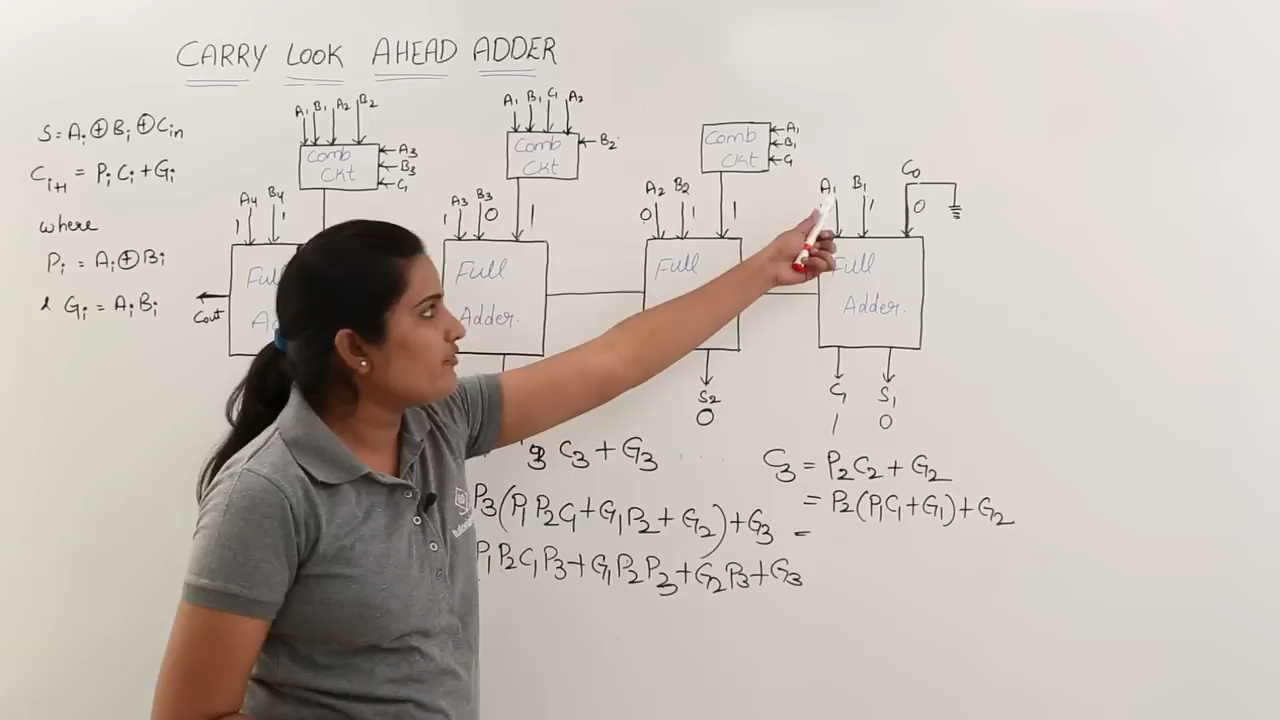 CARRY LOOK AHEAD ADDER
S = Ai ⊕ Bi ⊕ Cin
Ci+1 = Pi Ci + Gi
where
Pi = Ai ⊕ Bi
& Gi = Ai Bi
A1 B1 A2 B2
Comb Ckt
A3
B3
C1
A1 B1 C1 A2
Comb Ckt
B2
Comb Ckt
A1
B1
C1
A4 B4
1 1
A3 B3
1 0 1
A2 B2
0 1 1
A1 B1 C0
1 0
Cout
Full
Adder.
Full
Full
Adder.
S2
0
C1 S1
1 0
3 C3 + G3
P3(P1P2C1 + G1P2 + G2) + G3
P1P2C1P3 + G1P2P3 + G2P3 + G3
C3 = P2C2 + G2
= P2(P1C1 + G1) + G2
=